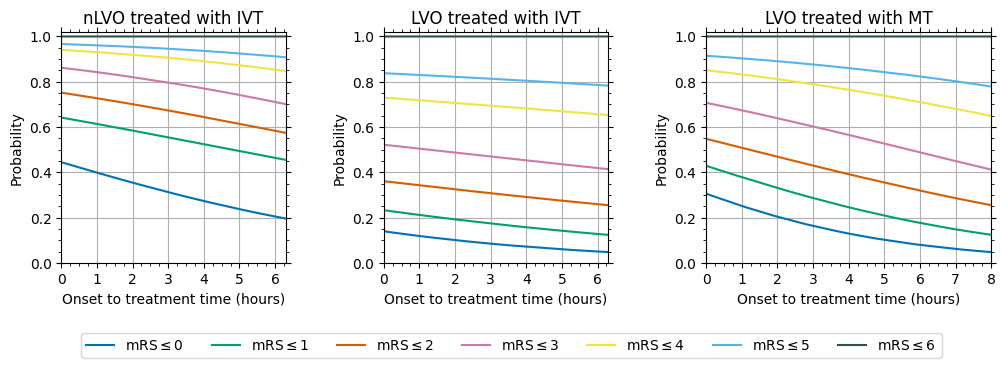 nLVO treated with IVT
LVO treated with IVT
LVO treated with MT
Probability
1.0
0.8
0.6
0.4
0.2
0.0
0 1 2 3 4 5 6
Onset to treatment time (hours)
Probability
1.0
0.8
0.6
0.4
0.2
0.0
0 1 2 3 4 5 6
Onset to treatment time (hours)
Probability
1.0
0.8
0.6
0.4
0.2
0.0
0 1 2 3 4 5 6 7 8
Onset to treatment time (hours)
mRS≤0 mRS≤1 mRS≤2 mRS≤3 mRS≤4 mRS≤5 mRS≤6